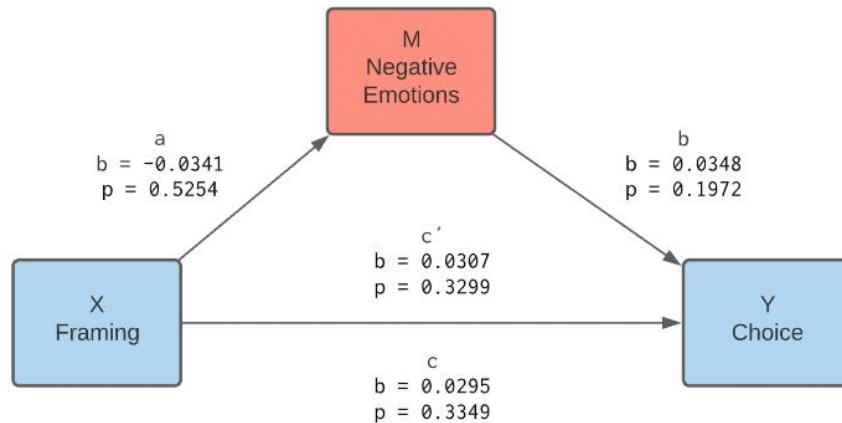 M
Negative
Emotions
a
b = -0.0341
p = 0.5254
b
b = 0.0348
p = 0.1972
c′
b = 0.0307
p = 0.3299
X
Framing
Y
Choice
c
b = 0.0295
p = 0.3349